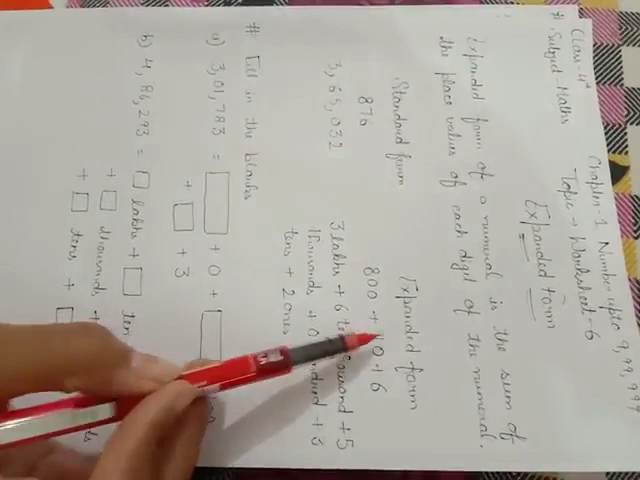 Class-4th Chapter-1 Number upto 9,99,999
# Subject-Maths Topic → Worksheet-6
Expanded form
Expanded form of a numeral is the sum of
the place values of each digit of the numeral.
Standard form Expanded form
876 800 + 0 + 6
3,65,032 3 lakhs + 6 ten thousand + 5
thousands + 0 hundred + 3
tens + 2 ones
# Fill in the blanks
a) 3,01,783 = + 0 +
+ + 3
b) 4,86,293 = lakhs + ten
+ thousands +
+ tens +